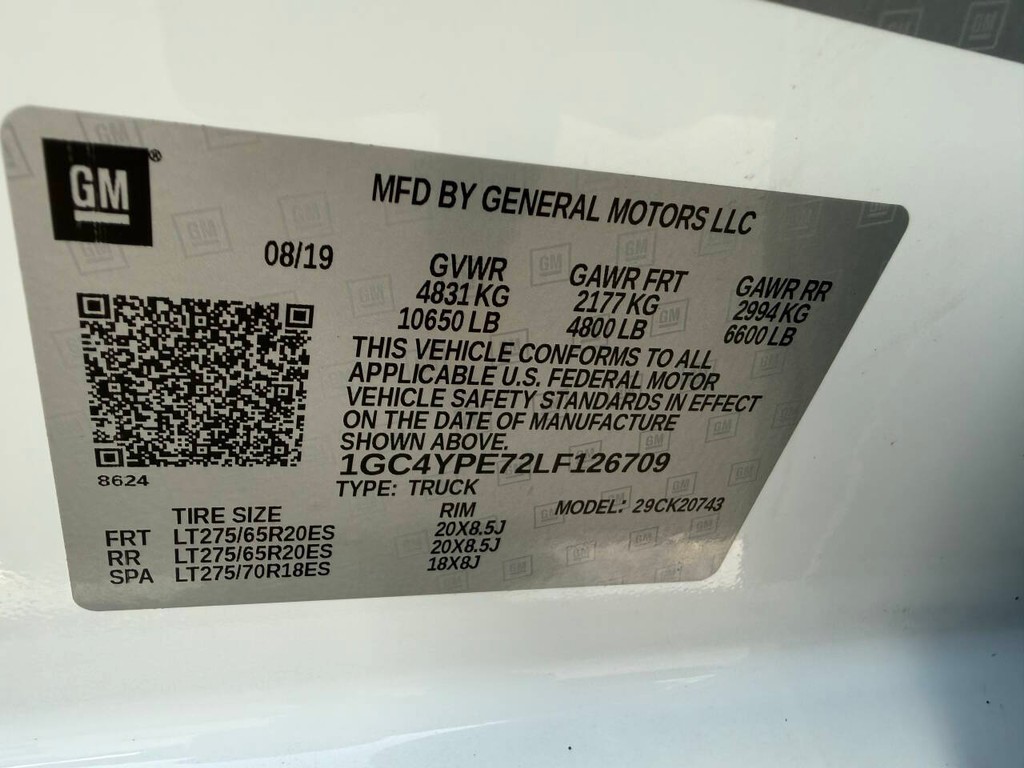 GM
®
MFD BY GENERAL MOTORS LLC
08/19
GVWR GAWR FRT GAWR RR
4831 KG 2177 KG 2994 KG
10650 LB 4800 LB 6600 LB
THIS VEHICLE CONFORMS TO ALL
APPLICABLE U.S. FEDERAL MOTOR
VEHICLE SAFETY STANDARDS IN EFFECT
ON THE DATE OF MANUFACTURE
SHOWN ABOVE.
1GC4YPE72LF126709
8624
TYPE: TRUCK MODEL: 29CK20743
TIRE SIZE RIM
FRT LT275/65R20ES 20X8.5J
RR LT275/65R20ES 20X8.5J
SPA LT275/70R18ES 18X8J